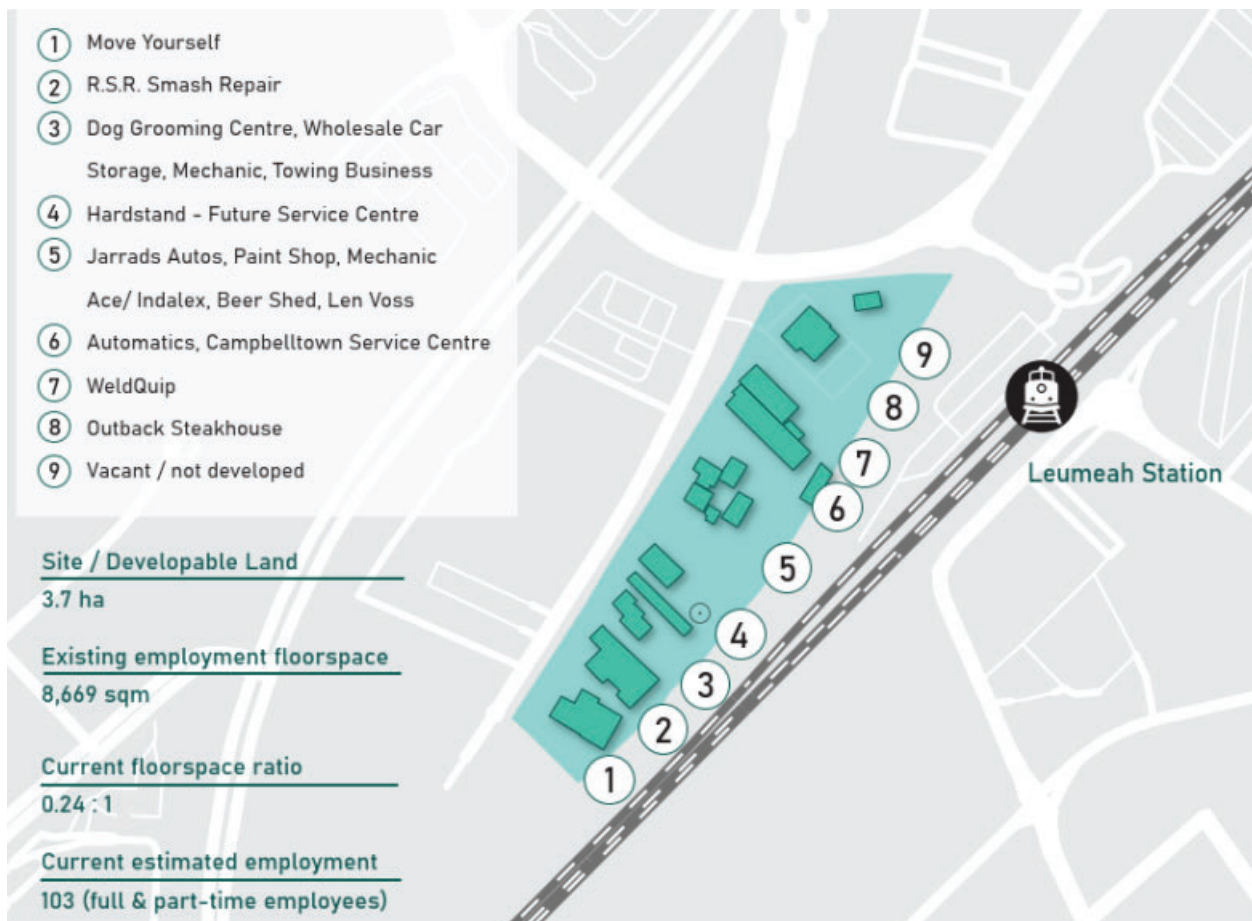 1 Move Yourself
2 R.S.R. Smash Repair
3 Dog Grooming Centre, Wholesale Car
Storage, Mechanic, Towing Business
4 Hardstand - Future Service Centre
5 Jarrads Autos, Paint Shop, Mechanic
Ace/ Indalex, Beer Shed, Len Voss
6 Automatics, Campbelltown Service Centre
7 WeldQuip
8 Outback Steakhouse
9 Vacant / not developed
Site / Developable Land
3.7 ha
Existing employment floorspace
8,669 sqm
Current floorspace ratio
0.24 : 1
Current estimated employment
103 (full & part-time employees)
9
8
7
6
5
4
3
2
1
Leumeah Station